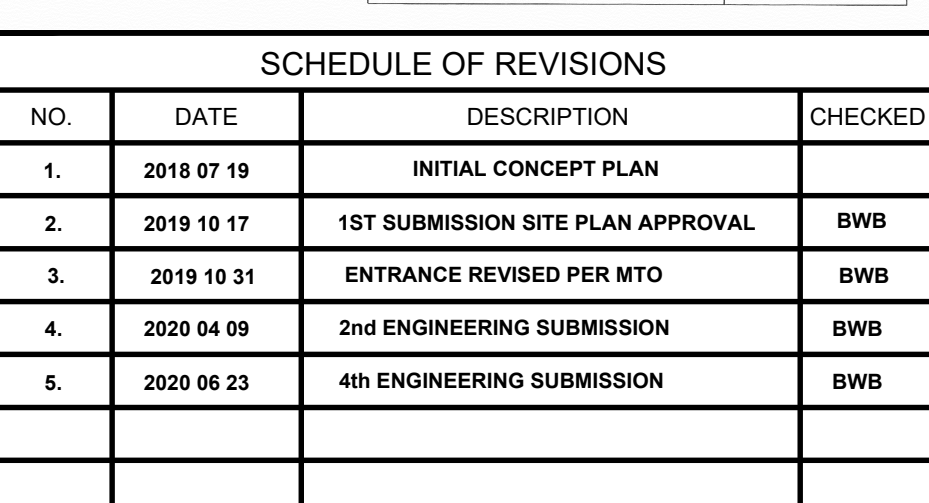 SCHEDULE OF REVISIONS
NO. DATE DESCRIPTION CHECKED
1. 2018 07 19 INITIAL CONCEPT PLAN
2. 2019 10 17 1ST SUBMISSION SITE PLAN APPROVAL BWB
3. 2019 10 31 ENTRANCE REVISED PER MTO BWB
4. 2020 04 09 2nd ENGINEERING SUBMISSION BWB
5. 2020 06 23 4th ENGINEERING SUBMISSION BWB